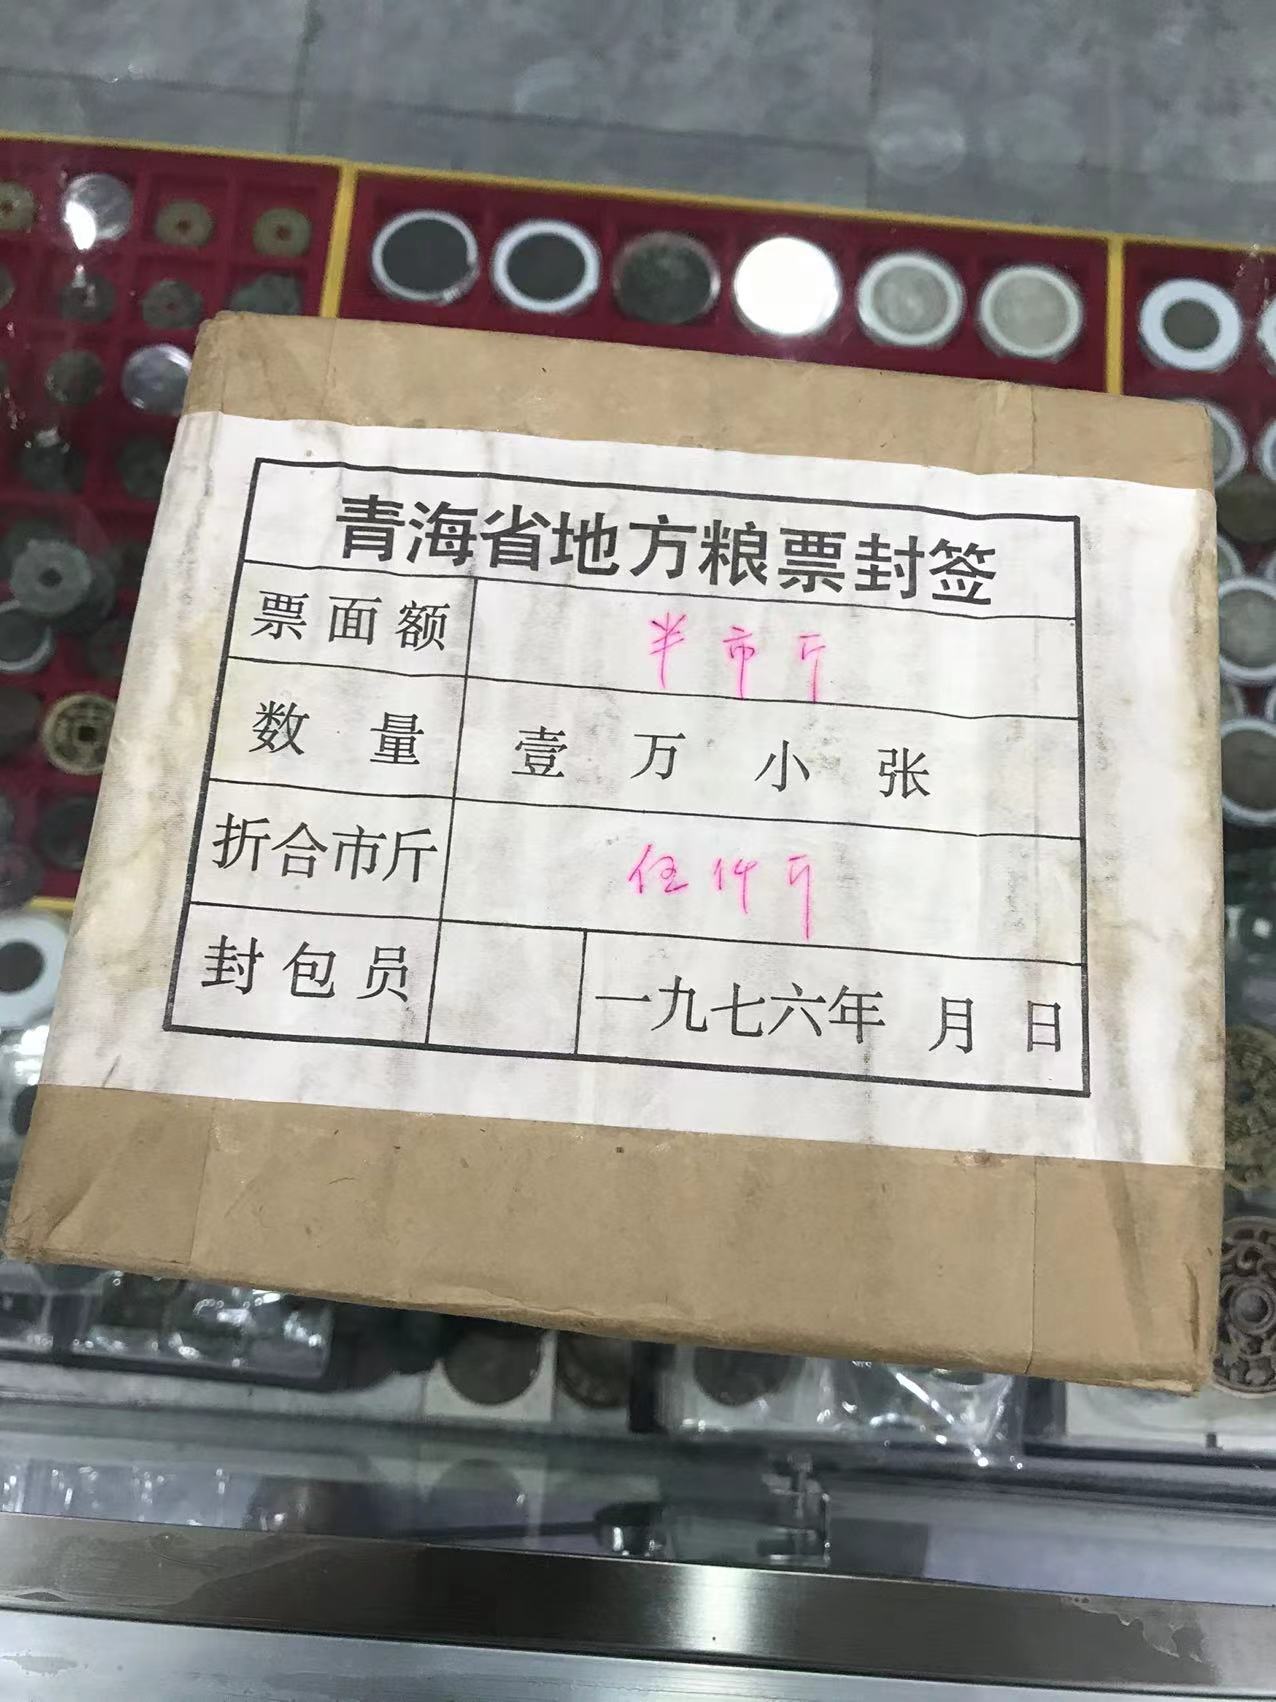 青海省地方粮票封签
票面额 半市斤
数量 壹万小张
折合市斤 伍仟斤
封包员 一九七六年 月 日